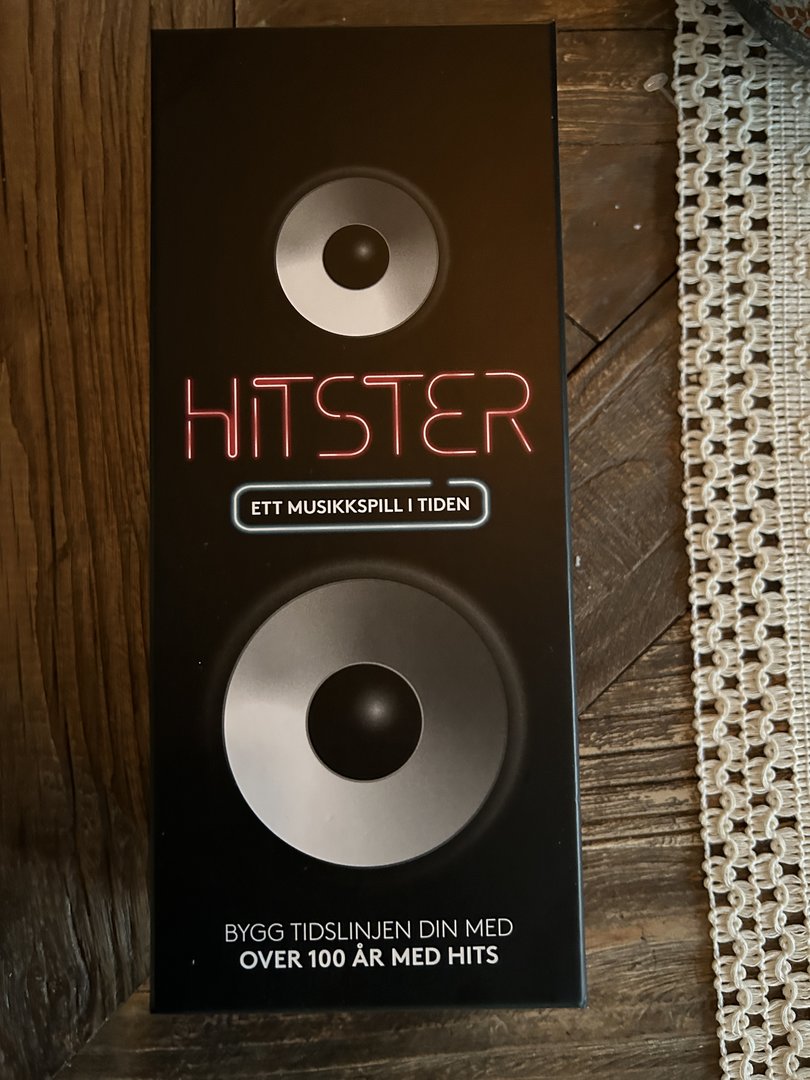 HITSTER
ETT MUSIKKSPILL I TIDEN
BYGG TIDSLINJEN DIN MED
OVER 100 ÅR MED HITS